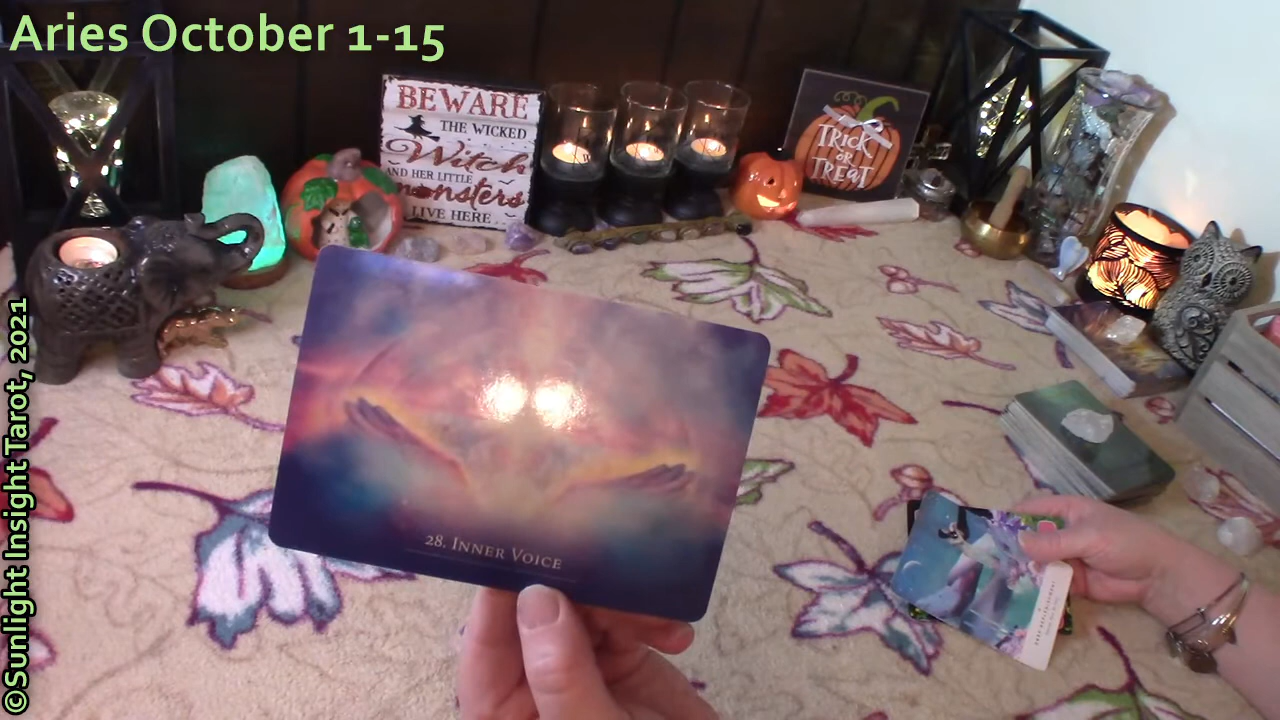 Aries October 1-15
BEWARE
THE WICKED
Witch
AND HER LITTLE
monsters
LIVE HERE
TRICK
OR
TREAT
28. INNER VOICE
©Sunlight Insight Tarot, 2021